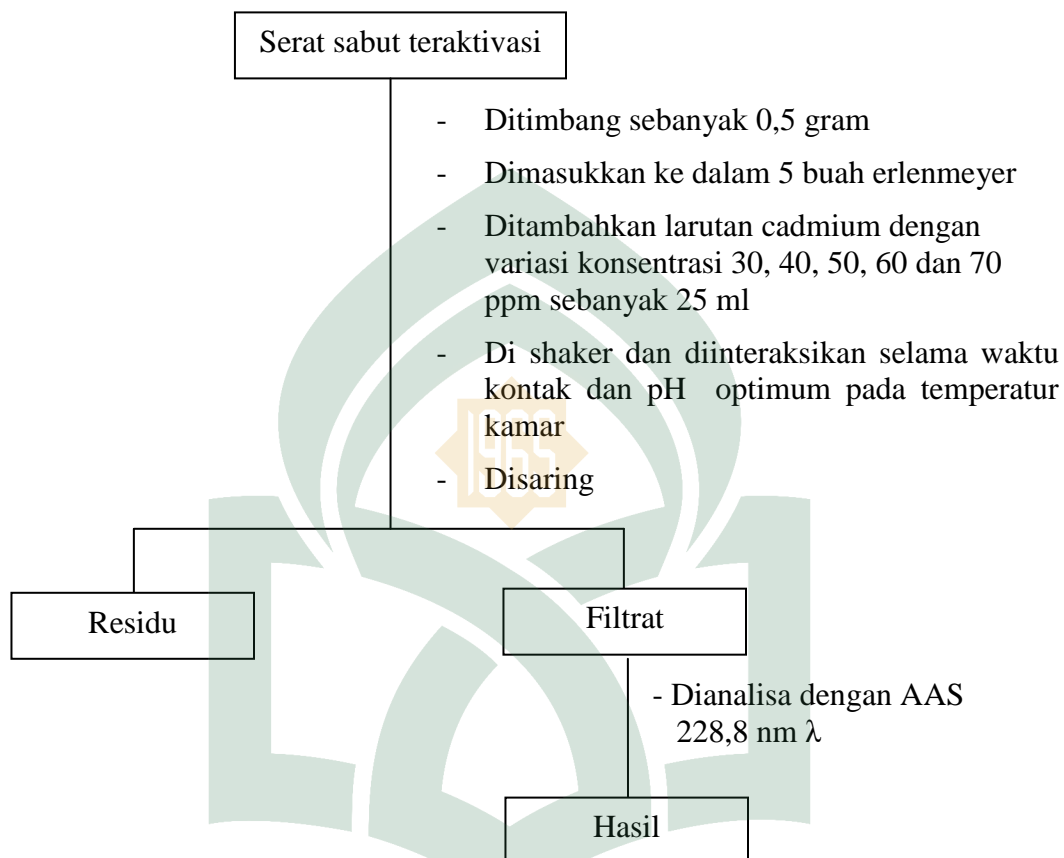 Serat sabut teraktivasi
- Ditimbang sebanyak 0,5 gram
- Dimasukkan ke dalam 5 buah erlenmeyer
- Ditambahkan larutan cadmium dengan
variasi konsentrasi 30, 40, 50, 60 dan 70
ppm sebanyak 25 ml
- Di shaker dan diinteraksikan selama waktu
kontak dan pH optimum pada temperatur
kamar
1965
- Disaring
Residu
Filtrat
- Dianalisa dengan AAS
228,8 nm λ
Hasil